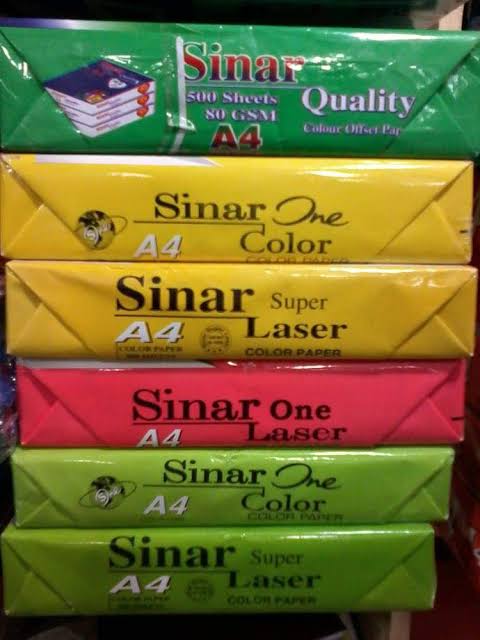 Sinar
500 Sheets
80 GSM
A4
Quality
Colour Offset Pap
Sinar One
A4 Color
COLOR PAPER
Sinar Super
A4 Laser
COLOR PAPER COLOR PAPER
Sinar One
A4 Laser
Sinar One
A4 Color
COLOR PAPER
Sinar Super
A4 Laser
COLOR PAPER COLOR PAPER